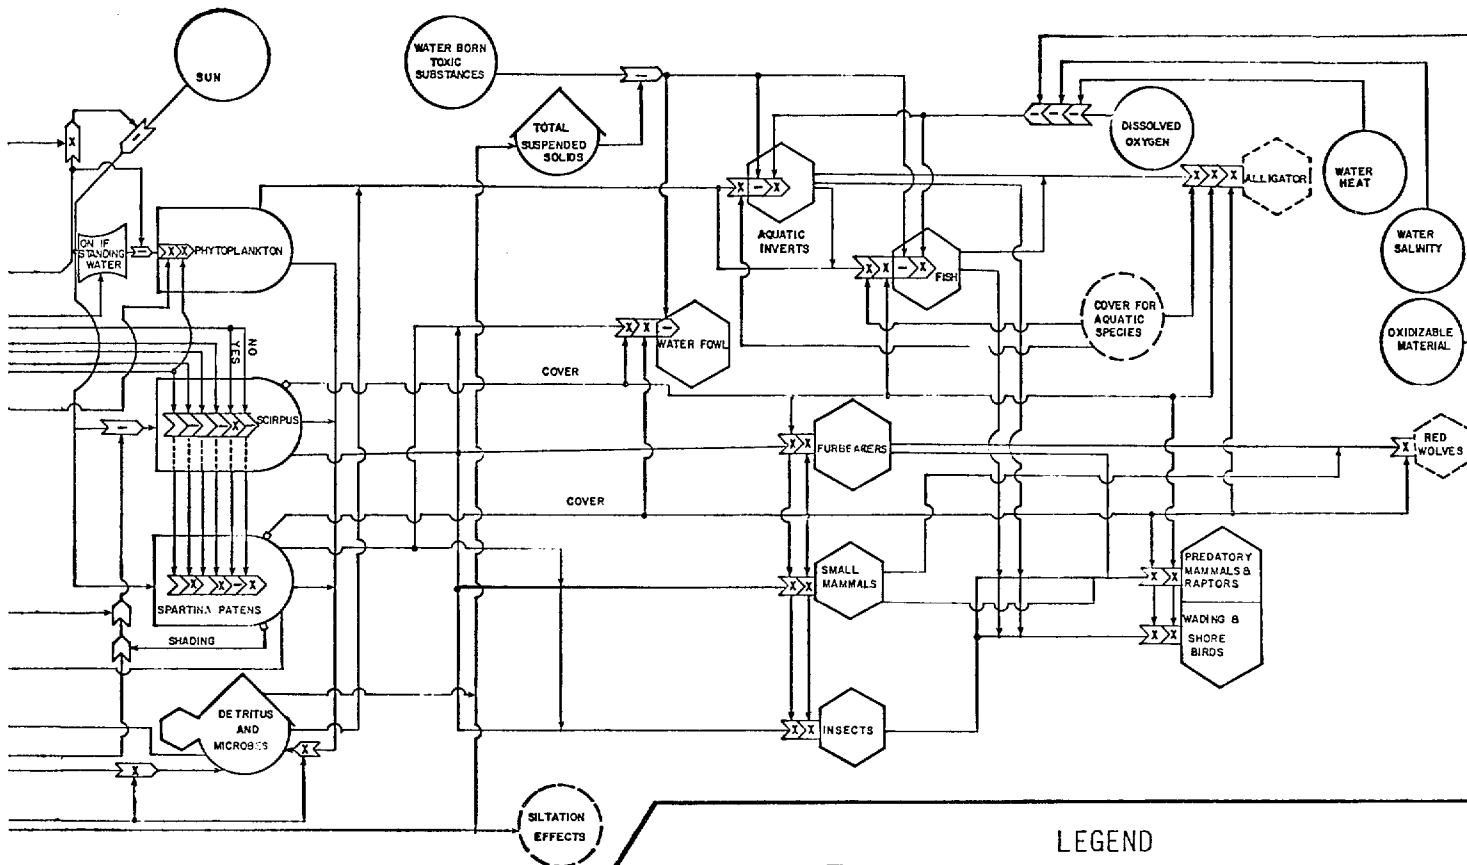 SUN
WATER BORN
TOXIC
SUBSTANCES
TOTAL
SUSPENDED
SOLIDS
DISSOLVED
OXYGEN
WATER
HEAT
WATER
SALINITY
OXIDIZABLE
MATERIAL
ALLIGATOR
AQUATIC
INVERTS
FISH
COVER FOR
AQUATIC
SPECIES
ON IF
STANDING
WATER
PHYTOPLANKTON
YES
NO
WATER FOWL
COVER
SCIRPUS
FURBEARERS
RED
WOLVES
COVER
SMALL
MAMMALS
PREDATORY
MAMMALS &
RAPTORS
WADING &
SHORE
BIRDS
SPARTINA PATENS
SHADING
DETRITUS
AND
MICROBES
INSECTS
SILTATION
EFFECTS
LEGEND